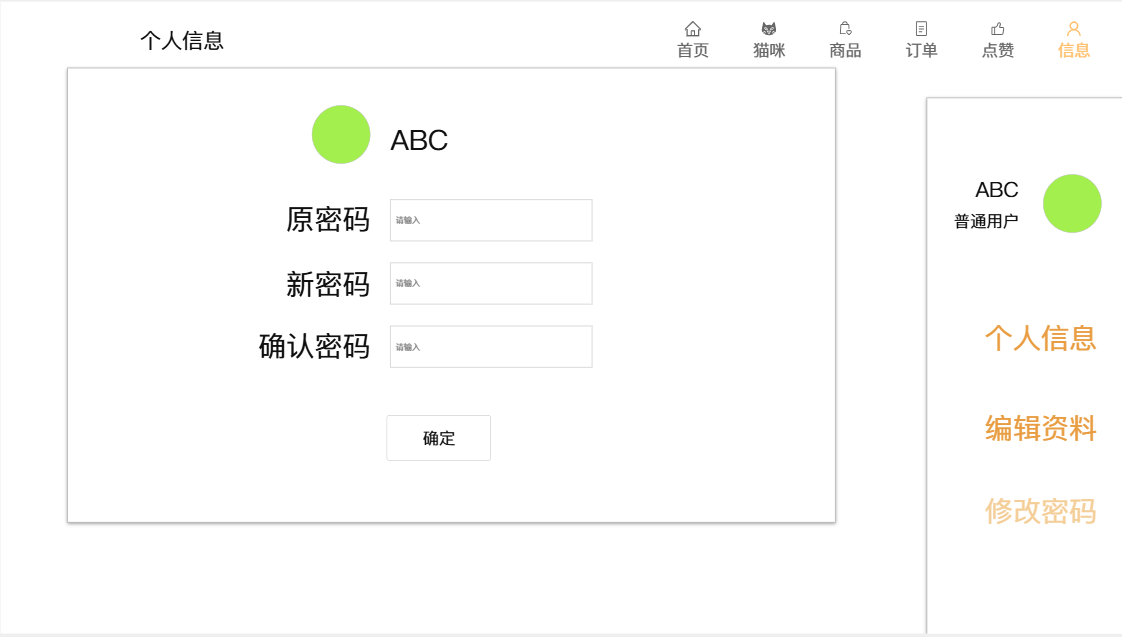 个人信息
首页 猫咪 商品 订单 点赞 信息
ABC
原密码 请输入
新密码 请输入
确认密码 请输入
确定
ABC
普通用户
个人信息
编辑资料
修改密码